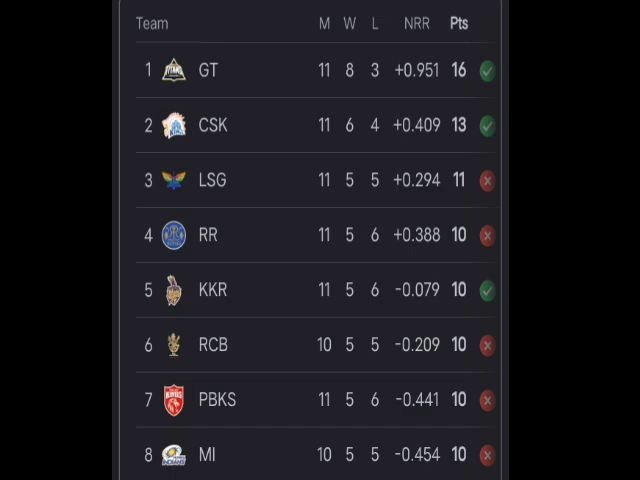 Team M W L NRR Pts
1 GT 11 8 3 +0.951 16
2 CSK 11 6 4 +0.409 13
3 LSG 11 5 5 +0.294 11
4 RR 11 5 6 +0.388 10
5 KKR 11 5 6 -0.079 10
6 RCB 10 5 5 -0.209 10
7 PBKS 11 5 6 -0.441 10
8 MI 10 5 5 -0.454 10